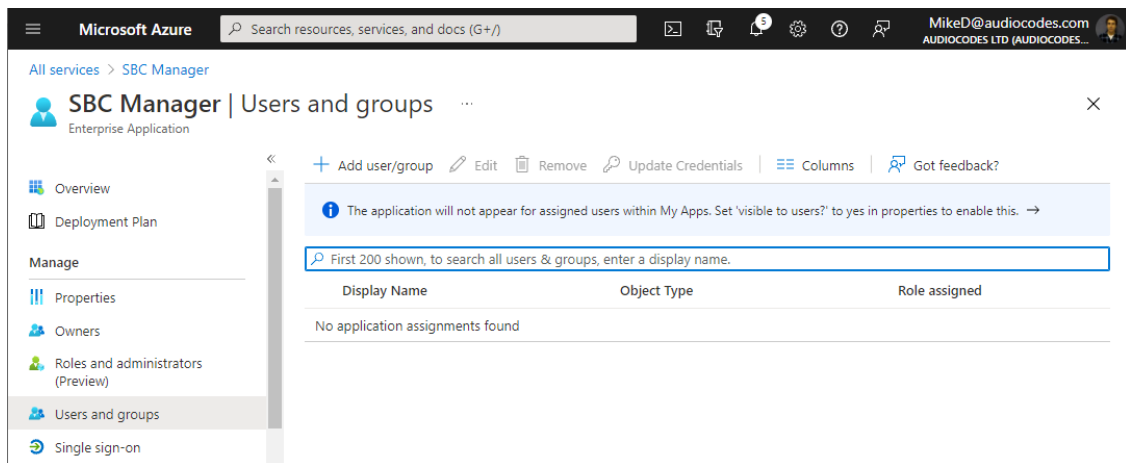 Microsoft Azure
Search resources, services, and docs (G+/)
5
MikeD@audiocodes.com
AUDIOCODES LTD (AUDIOCODES...
All services > SBC Manager
SBC Manager | Users and groups ...
Enterprise Application
Overview
Deployment Plan
Manage
Properties
Owners
Roles and administrators
(Preview)
Users and groups
Single sign-on
Add user/group Edit Remove Update Credentials Columns Got feedback?
The application will not appear for assigned users within My Apps. Set 'visible to users?' to yes in properties to enable this. →
First 200 shown, to search all users & groups, enter a display name.
Display Name Object Type Role assigned
No application assignments found